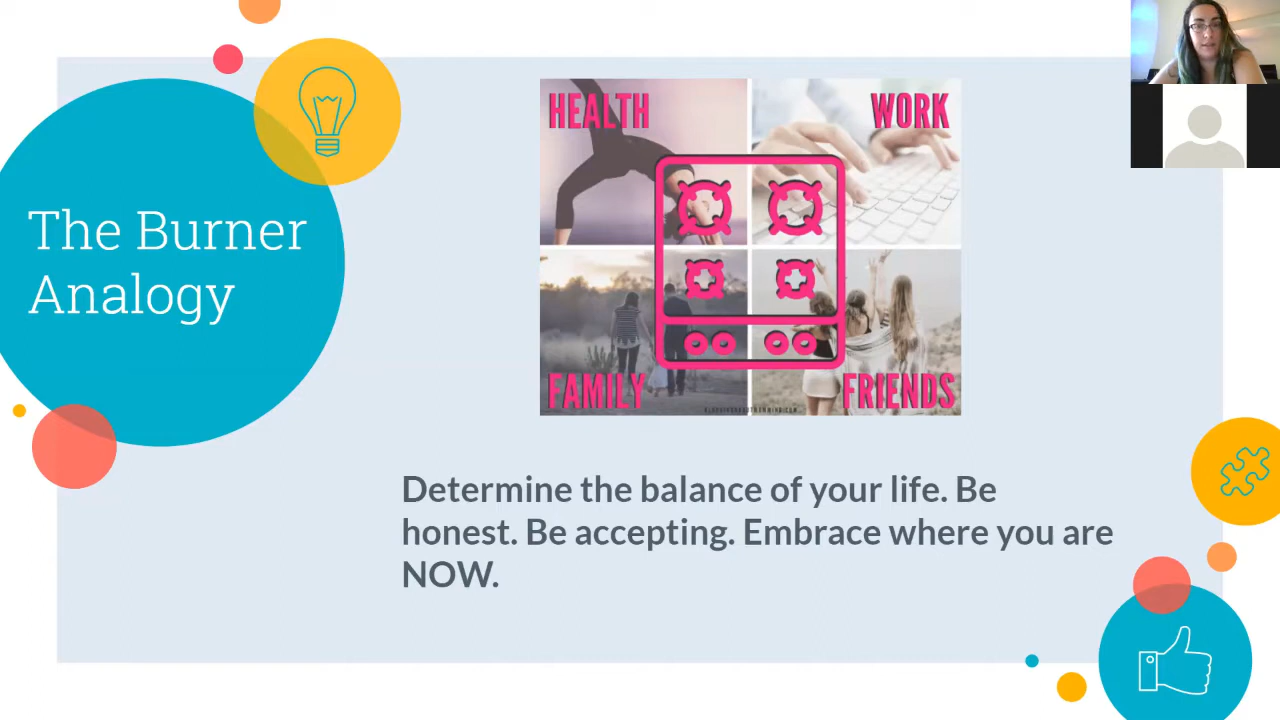 The Burner
Analogy
HEALTH
WORK
FAMILY
FRIENDS
Determine the balance of your life. Be
honest. Be accepting. Embrace where you are
NOW.